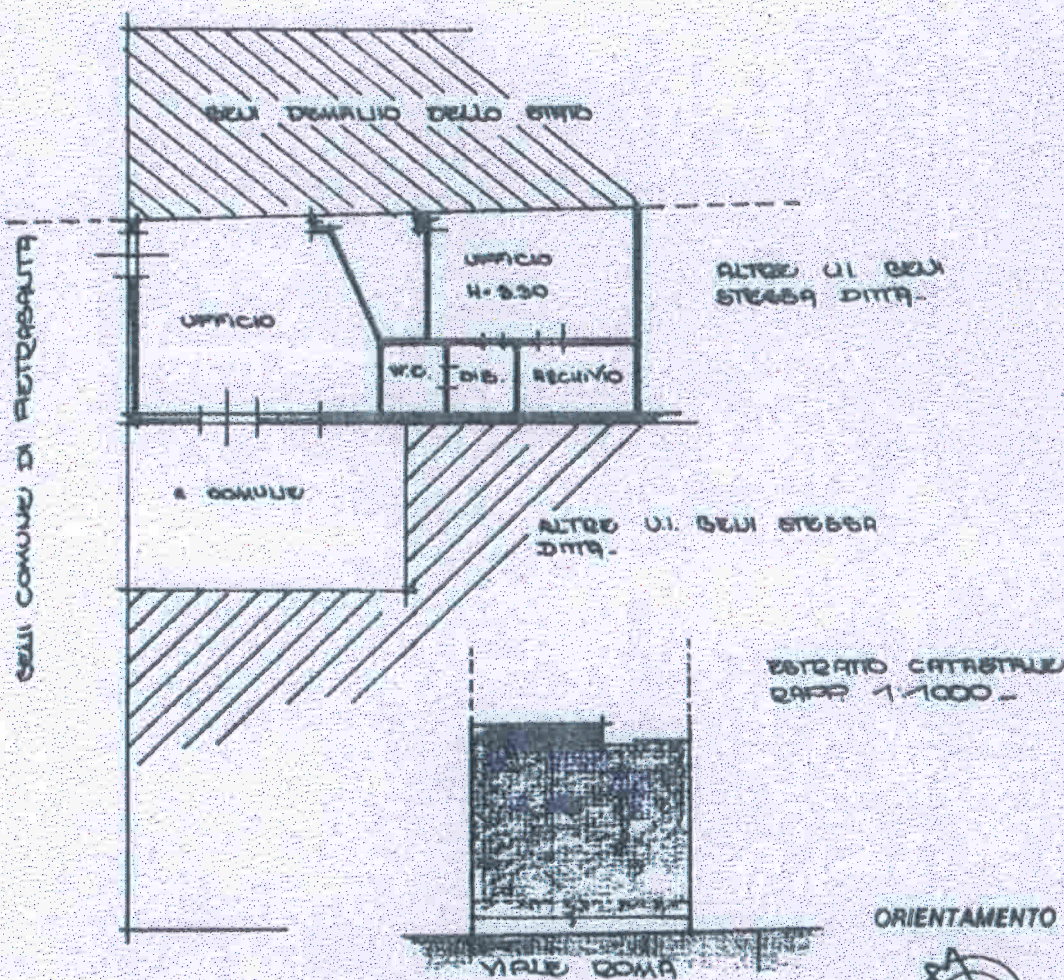 BENI DEMANIO DELLO STATO
BENI COMUNE DI PIETRASANTA
UFFICIO
H = 3.30
ALTRE U.I. BENI
STESSA DITTA-
UFFICIO
W.C.
DIS.
ARCHIVIO
A COMUNE
ALTRE U.I. BENI STESSA
DITTA-
ESTRATTO CATASTALE
RAPP 1:1000-
ORIENTAMENTO
VIALE ROMA